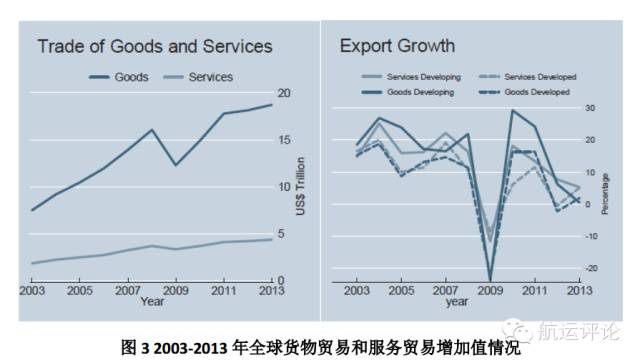 Trade of Goods and Services
Goods
Services
20
15
10
5
0
US$ Trillion
2003
2005
2007
2009
2011
2013
Year
Export Growth
Services Developing
Services Developed
Goods Developing
Goods Developed
30
20
10
0
-10
-20
Percentage
2003
2005
2007
2009
2011
2013
year
航运评论
图 3 2003-2013 年全球货物贸易和服务贸易增加值情况